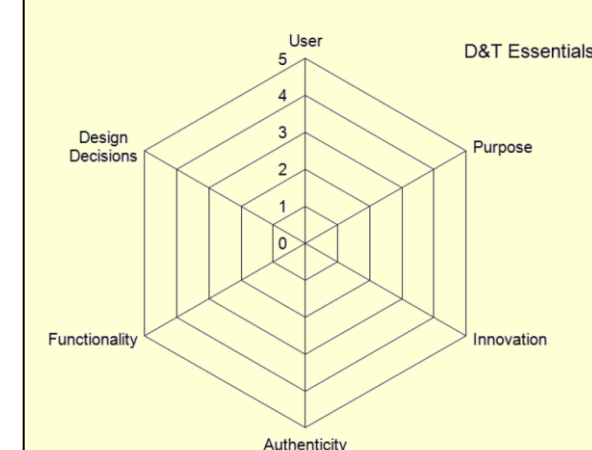 User
D&T Essentials
5
4
3
2
1
0
Design
Decisions
Purpose
Functionality
Innovation
Authenticity